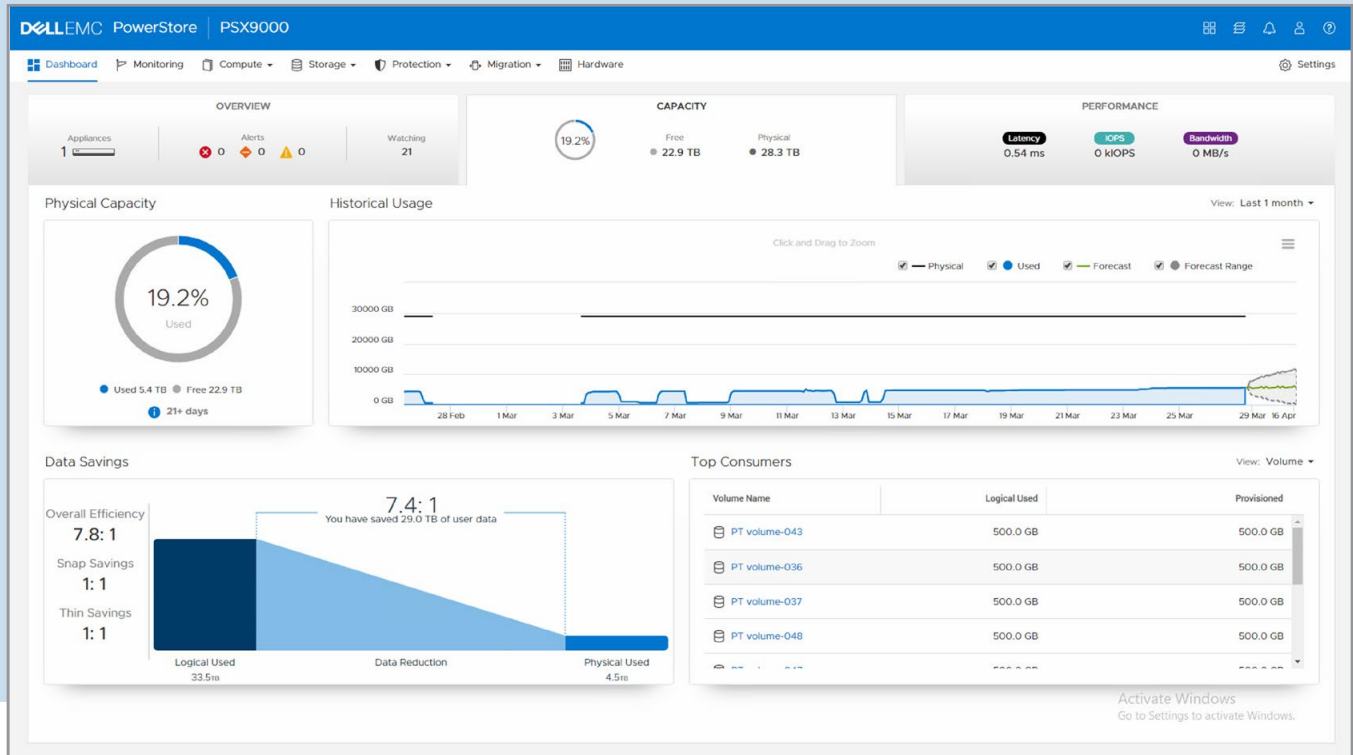 DELLEMC PowerStore PSX9000
Dashboard Monitoring Compute Storage Protection Migration Hardware Settings
OVERVIEW
Appliances
1
Alerts
0 0 0
Watching
21
CAPACITY
19.2%
Free
22.9 TB
Physical
28.3 TB
PERFORMANCE
Latency
0.54 ms
IOPS
0 kIOPS
Bandwidth
0 MB/s
Physical Capacity
19.2%
Used
Used 5.4 TB Free 22.9 TB
21+ days
Historical Usage
View: Last 1 month
Click and Drag to Zoom
Physical Used Forecast Forecast Range
30000 GB
20000 GB
10000 GB
0 GB
28 Feb 1 Mar 3 Mar 5 Mar 7 Mar 9 Mar 11 Mar 13 Mar 15 Mar 17 Mar 19 Mar 21 Mar 23 Mar 25 Mar 29 Mar 16 Apr
Data Savings
Overall Efficiency
7.8: 1
Snap Savings
1: 1
Thin Savings
1: 1
7.4: 1
You have saved 29.0 TB of user data
Logical Used
33.5TB
Data Reduction
Physical Used
4.5TB
Top Consumers
View: Volume
Volume Name Logical Used Provisioned
PT volume-043 500.0 GB 500.0 GB
PT volume-036 500.0 GB 500.0 GB
PT volume-037 500.0 GB 500.0 GB
PT volume-048 500.0 GB 500.0 GB
Activate Windows
Go to Settings to activate Windows.